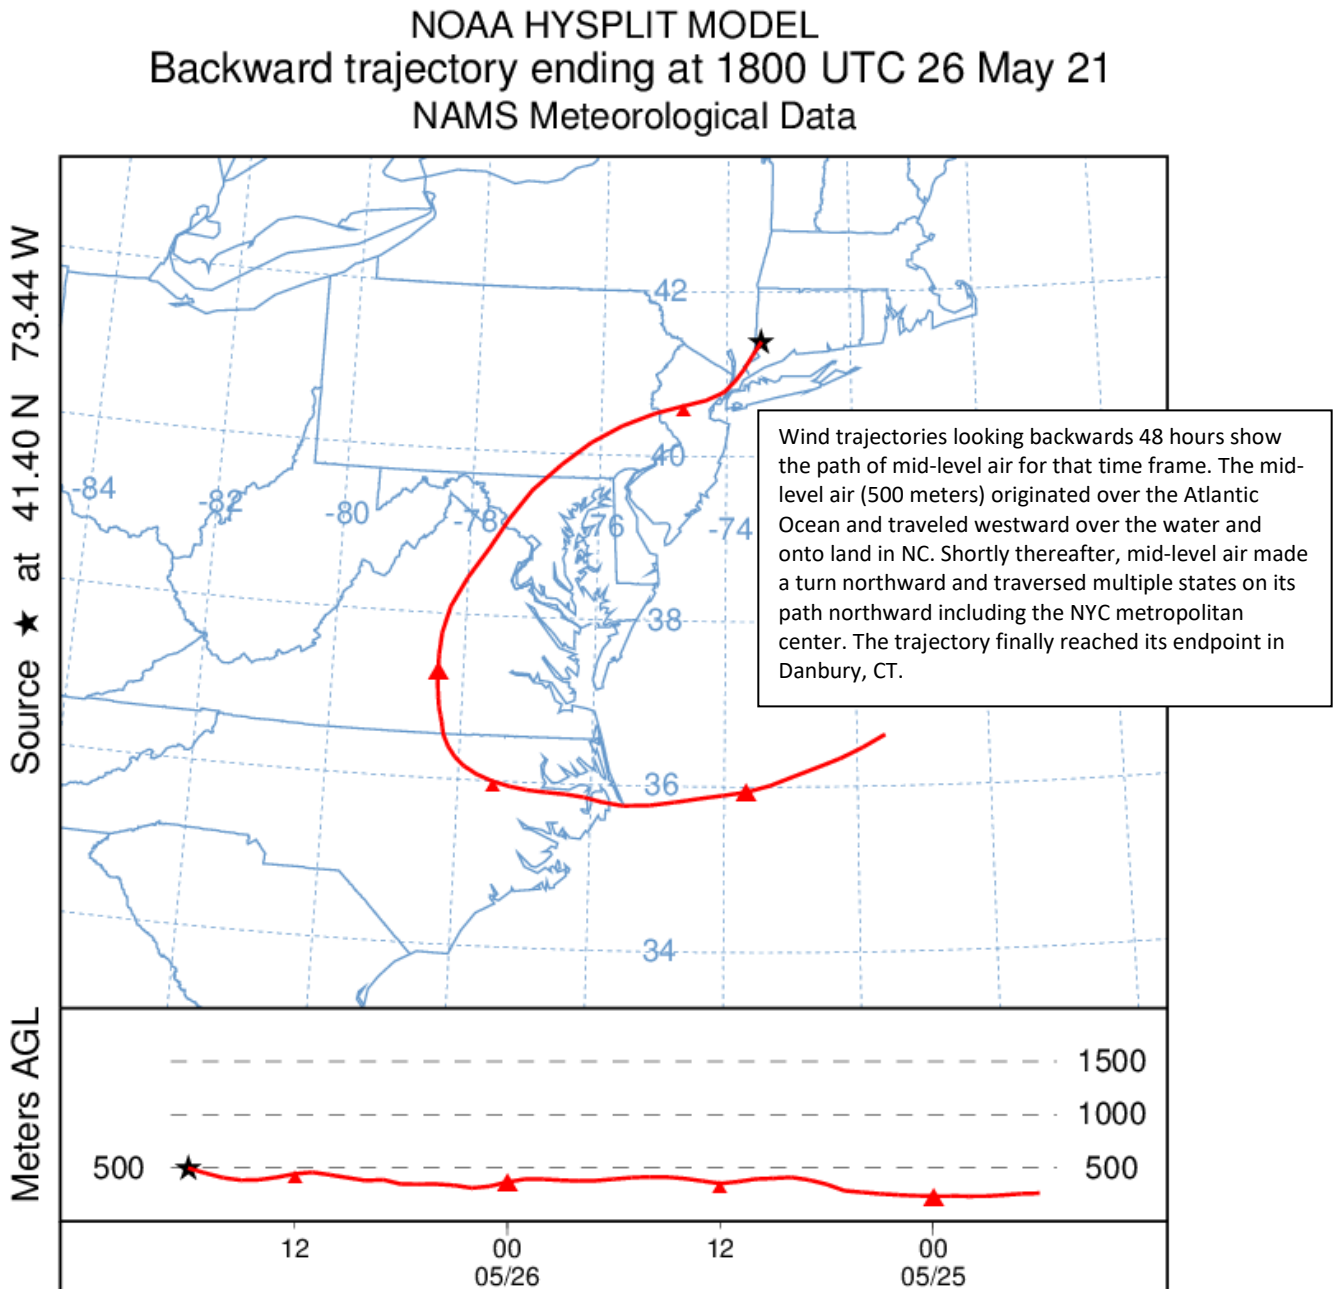 NOAA HYSPLIT MODEL
Backward trajectory ending at 1800 UTC 26 May 21
NAMS Meteorological Data
Source ★ at 41.40 N 73.44 W
42
40
38
36
34
-84
-82
-80
-78
-76
-74
Wind trajectories looking backwards 48 hours show
the path of mid-level air for that time frame. The mid-
level air (500 meters) originated over the Atlantic
Ocean and traveled westward over the water and
onto land in NC. Shortly thereafter, mid-level air made
a turn northward and traversed multiple states on its
path northward including the NYC metropolitan
center. The trajectory finally reached its endpoint in
Danbury, CT.
Meters AGL
1500
1000
500
500
12
00
12
00
05/26
05/25